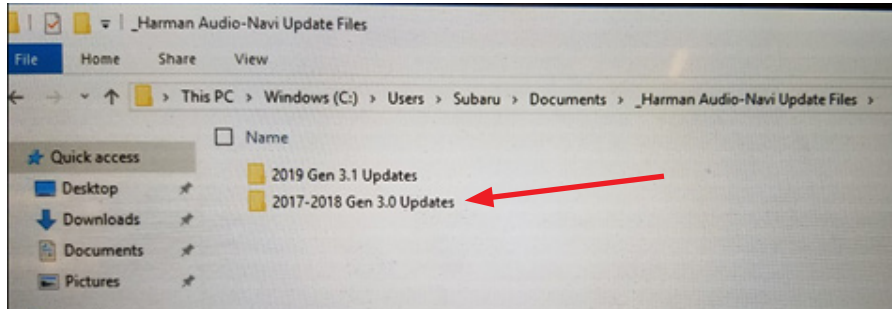 _Harman Audio-Navi Update Files
File Home Share View
This PC > Windows (C:) > Users > Subaru > Documents > _Harman Audio-Navi Update Files >
Name
Quick access
2019 Gen 3.1 Updates
Desktop
2017-2018 Gen 3.0 Updates
Downloads
Documents
Pictures